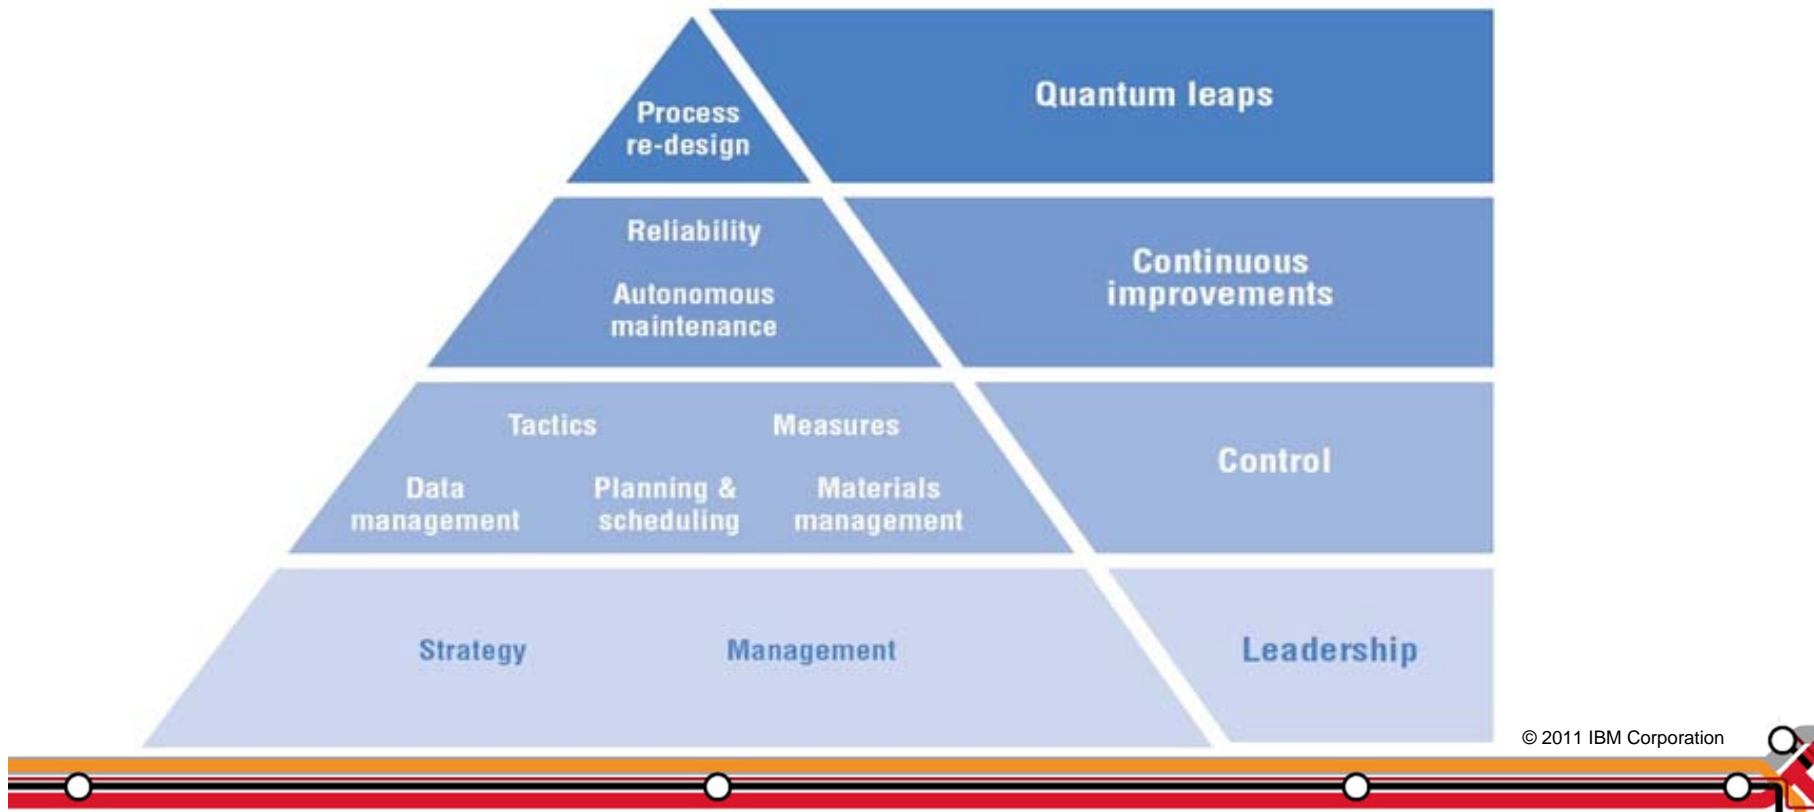 Process
re-design
Quantum leaps
Reliability
Autonomous
maintenance
Continuous
improvements
Tactics
Measures
Data
management
Planning &
scheduling
Materials
management
Control
Strategy
Management
Leadership
© 2011 IBM Corporation